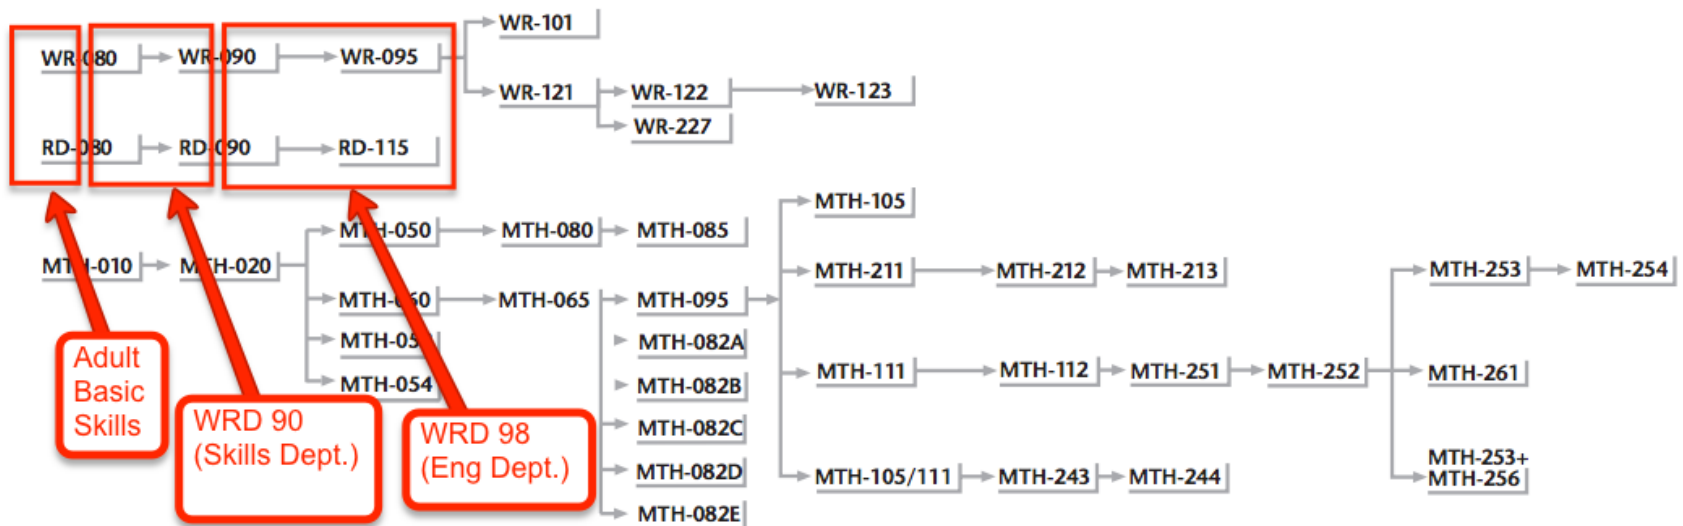 WR-101
WR-080 WR-090 WR-095
WR-121 WR-122 WR-123
WR-227
RD-080 RD-090 RD-115
MTH-105
MTH-050 MTH-080 MTH-085
MTH-010 MTH-020
MTH-211 MTH-212 MTH-213
MTH-253 MTH-254
MTH-060 MTH-065 MTH-095
MTH-082A
MTH-054
MTH-082B
MTH-111 MTH-112 MTH-251 MTH-252 MTH-261
MTH-082C
MTH-082D
MTH-105/111 MTH-243 MTH-244
MTH-253+
MTH-256
MTH-082E
Adult
Basic
Skills
WRD 90
(Skills Dept.)
WRD 98
(Eng Dept.)